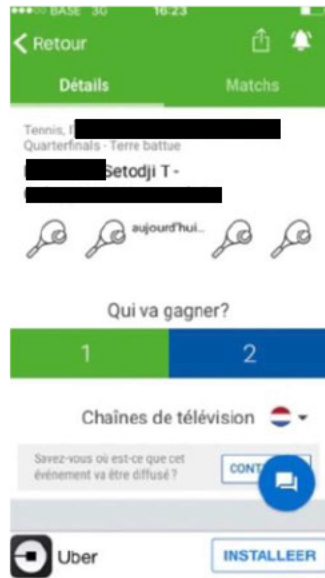 BASE 3G 16:23
Retour
Détails Matchs
Tennis,
Quarterfinals - Terre battue
Setodji T -
aujourd'hui...
Qui va gagner?
1 2
Chaînes de télévision
Savez-vous où est-ce que cet
événement va être diffusé ?
CONT
Uber
INSTALLEER